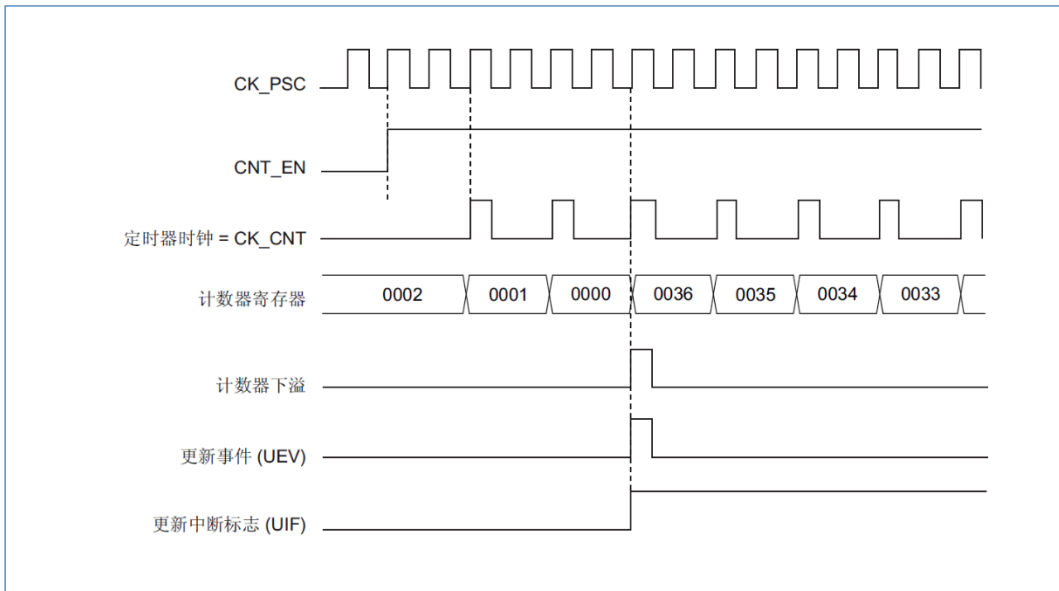 CK_PSC
CNT_EN
定时器时钟 = CK_CNT
计数器寄存器 0002 0001 0000 0036 0035 0034 0033
计数器下溢
更新事件 (UEV)
更新中断标志 (UIF)